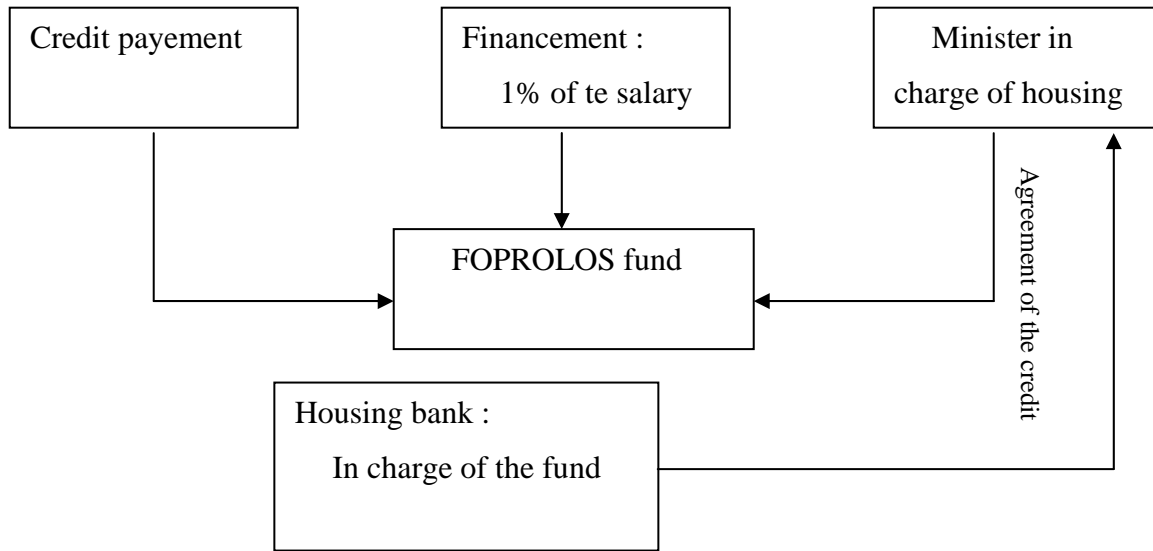 Credit payement
Financement :
1% of te salary
Minister in
charge of housing
Agreement of the credit
FOPROLOS fund
Housing bank :
In charge of the fund